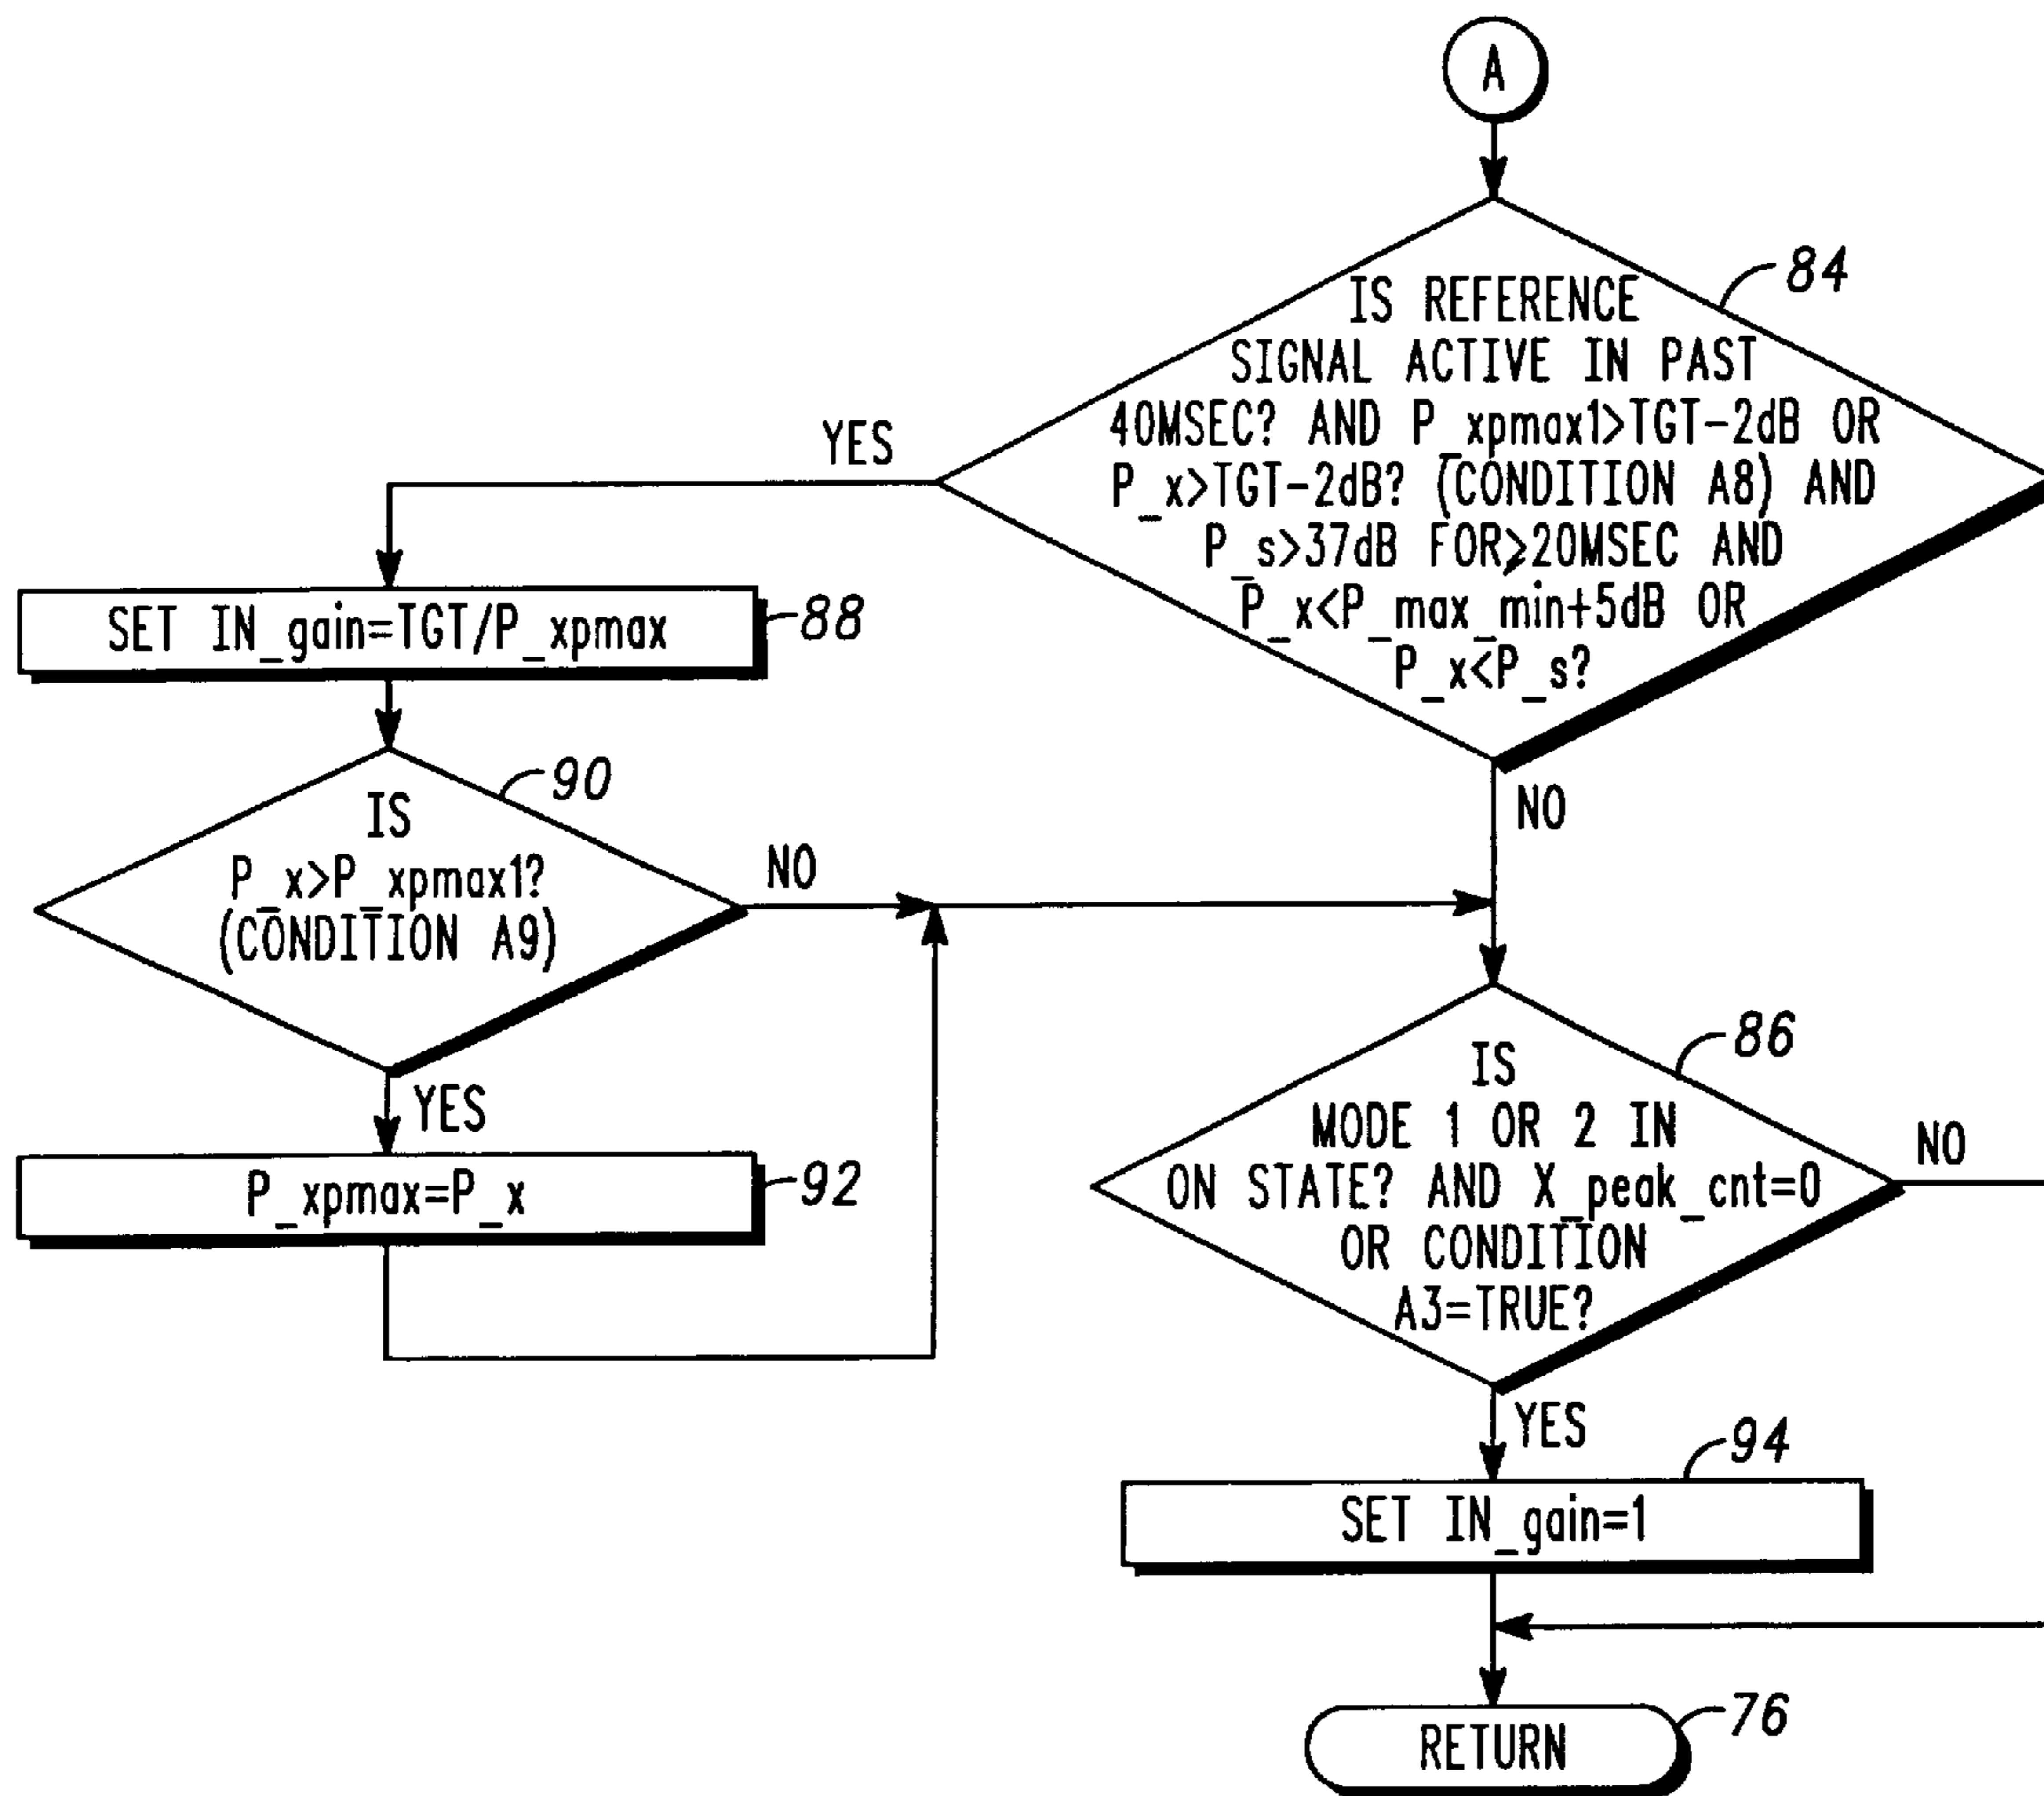 A
84
IS REFERENCE
SIGNAL ACTIVE IN PAST
40MSEC? AND P_xpmax1>TGT-2dB OR
P_x>TGT-2dB? (CONDITION A8) AND
P_s>37dB FOR≥20MSEC AND
P_x<P_max_min+5dB OR
P_x<P_s?
YES
SET IN_gain=TGT/P_xpmax
88
90
IS
P_x>P_xpmax1?
(CONDITION A9)
NO
YES
P_xpmax=P_x
92
NO
86
IS
MODE 1 OR 2 IN
ON STATE? AND X_peak_cnt=0
OR CONDITION
A3=TRUE?
NO
YES
94
SET IN_gain=1
RETURN
76